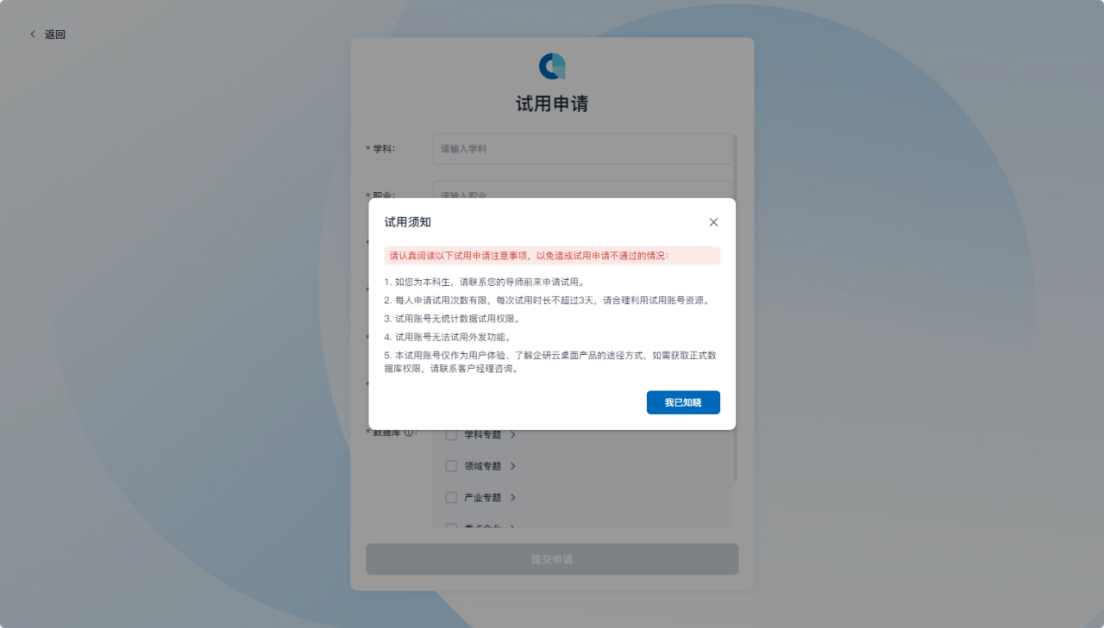 返回
试用申请
* 学科:
请输入学科
* 职业:
请输入职业
试用须知
请认真阅读以下试用申请注意事项，以免造成试用申请不通过的情况：
1. 如您为本科生，请联系您的导师前来申请试用。
2. 每人申请试用次数有限，每次试用时长不超过3天，请合理利用试用账号资源。
3. 试用账号无统计数据试用权限。
4. 试用账号无法试用外发功能。
5. 本试用账号仅作为用户体验、了解企研云桌面产品的途径方式，如需获取正式数
据库权限，请联系客户经理咨询。
我已知晓
* 数据库 :
学科专题
领域专题
产业专题
提交申请